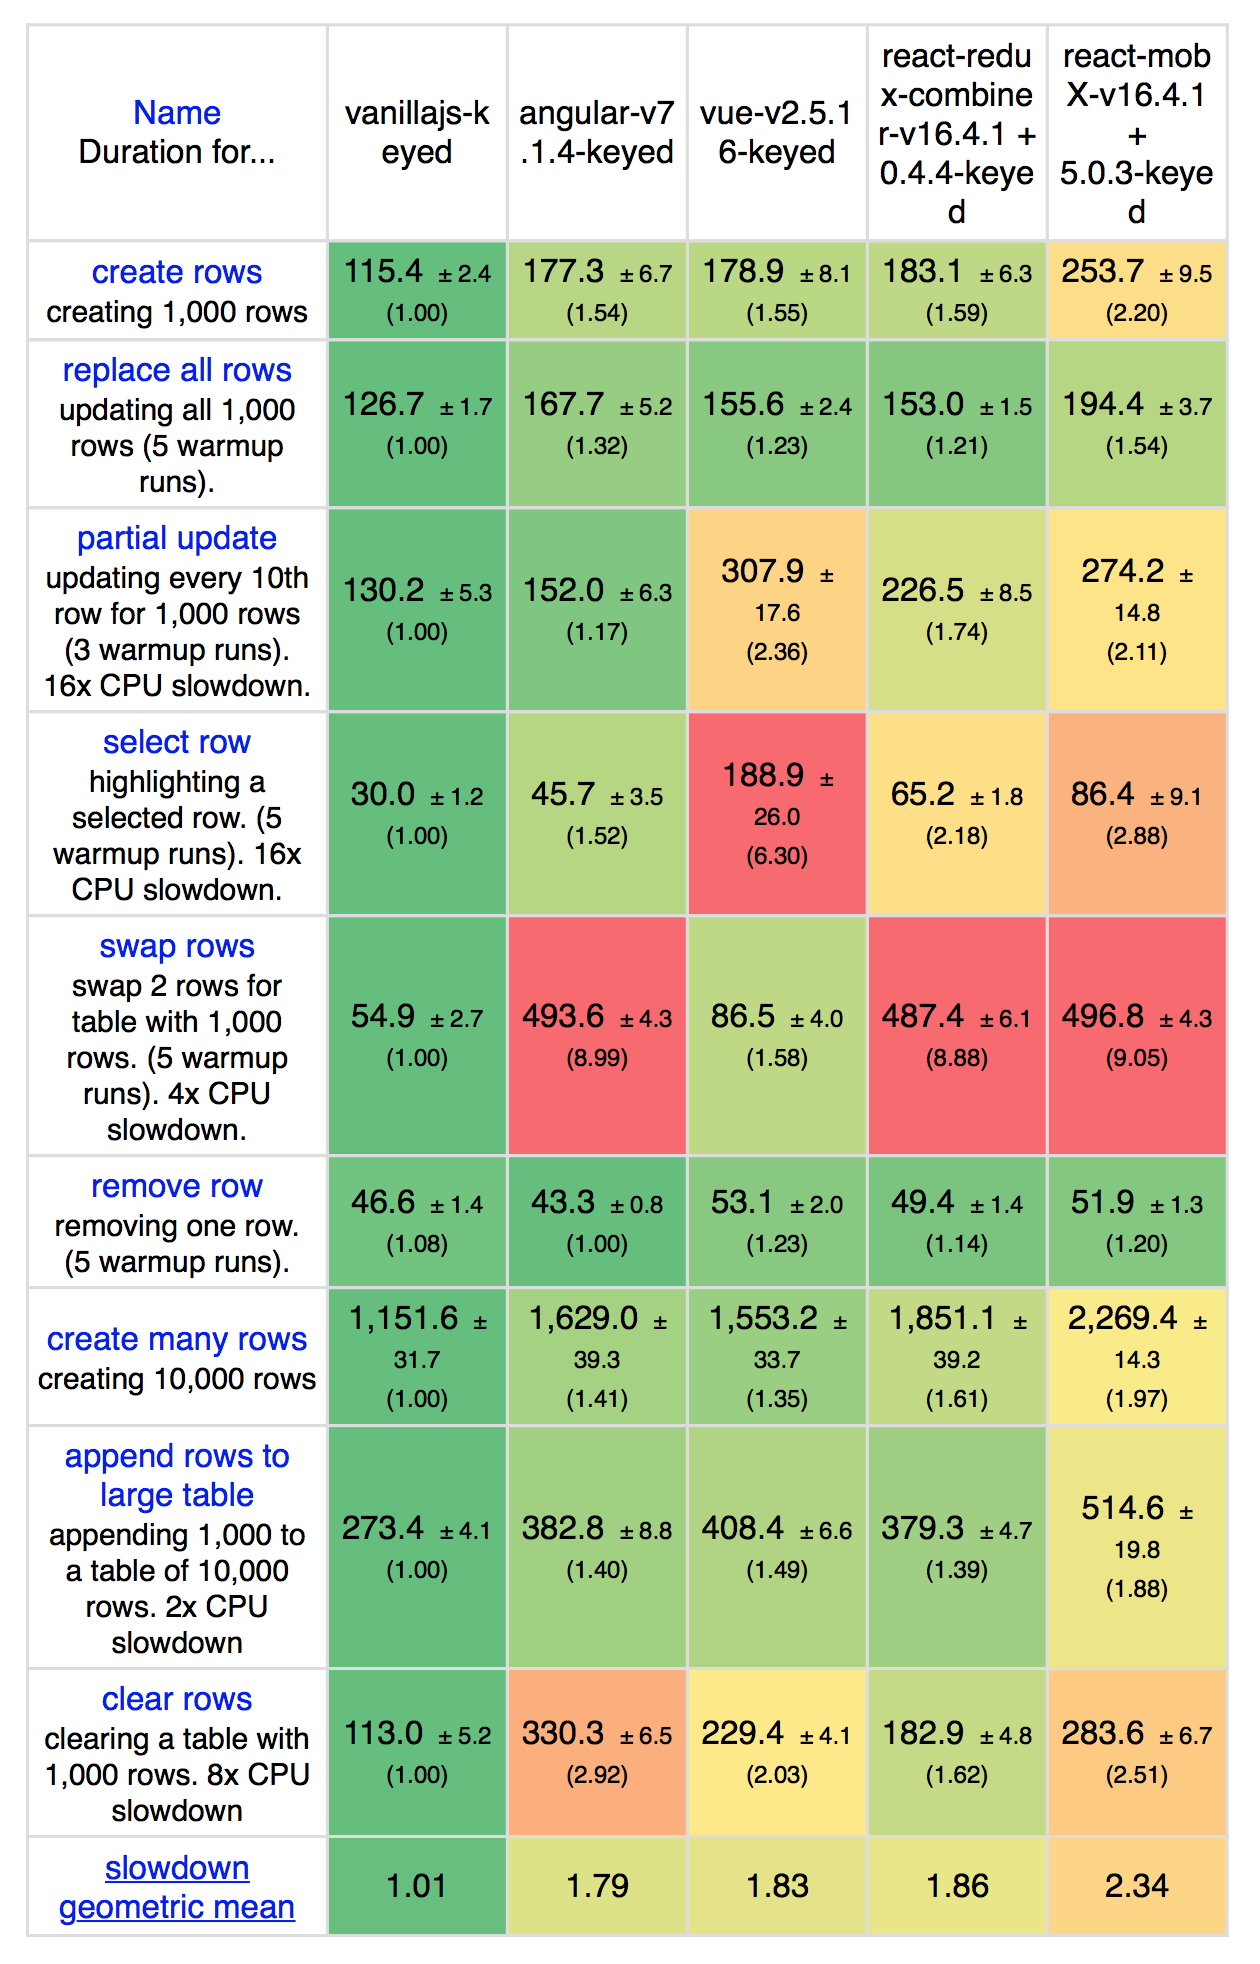 Name
Duration for...
vanillajs-k
eyed
angular-v7
.1.4-keyed
vue-v2.5.1
6-keyed
react-redu
x-combine
r-v16.4.1 +
0.4.4-keye
d
react-mob
X-v16.4.1
+
5.0.3-keye
d
create rows
creating 1,000 rows
115.4 ± 2.4
(1.00)
177.3 ± 6.7
(1.54)
178.9 ± 8.1
(1.55)
183.1 ± 6.3
(1.59)
253.7 ± 9.5
(2.20)
replace all rows
updating all 1,000
rows (5 warmup
runs).
126.7 ± 1.7
(1.00)
167.7 ± 5.2
(1.32)
155.6 ± 2.4
(1.23)
153.0 ± 1.5
(1.21)
194.4 ± 3.7
(1.54)
partial update
updating every 10th
row for 1,000 rows
(3 warmup runs).
16x CPU slowdown.
130.2 ± 5.3
(1.00)
152.0 ± 6.3
(1.17)
307.9 ±
17.6
(2.36)
226.5 ± 8.5
(1.74)
274.2 ±
14.8
(2.11)
select row
highlighting a
selected row. (5
warmup runs). 16x
CPU slowdown.
30.0 ± 1.2
(1.00)
45.7 ± 3.5
(1.52)
188.9 ±
26.0
(6.30)
65.2 ± 1.8
(2.18)
86.4 ± 9.1
(2.88)
swap rows
swap 2 rows for
table with 1,000
rows. (5 warmup
runs). 4x CPU
slowdown.
54.9 ± 2.7
(1.00)
493.6 ± 4.3
(8.99)
86.5 ± 4.0
(1.58)
487.4 ± 6.1
(8.88)
496.8 ± 4.3
(9.05)
remove row
removing one row.
(5 warmup runs).
46.6 ± 1.4
(1.08)
43.3 ± 0.8
(1.00)
53.1 ± 2.0
(1.23)
49.4 ± 1.4
(1.14)
51.9 ± 1.3
(1.20)
create many rows
creating 10,000 rows
1,151.6 ±
31.7
(1.00)
1,629.0 ±
39.3
(1.41)
1,553.2 ±
33.7
(1.35)
1,851.1 ±
39.2
(1.61)
2,269.4 ±
14.3
(1.97)
append rows to
large table
appending 1,000 to
a table of 10,000
rows. 2x CPU
slowdown
273.4 ± 4.1
(1.00)
382.8 ± 8.8
(1.40)
408.4 ± 6.6
(1.49)
379.3 ± 4.7
(1.39)
514.6 ±
19.8
(1.88)
clear rows
clearing a table with
1,000 rows. 8x CPU
slowdown
113.0 ± 5.2
(1.00)
330.3 ± 6.5
(2.92)
229.4 ± 4.1
(2.03)
182.9 ± 4.8
(1.62)
283.6 ± 6.7
(2.51)
slowdown
geometric mean
1.01
1.79
1.83
1.86
2.34